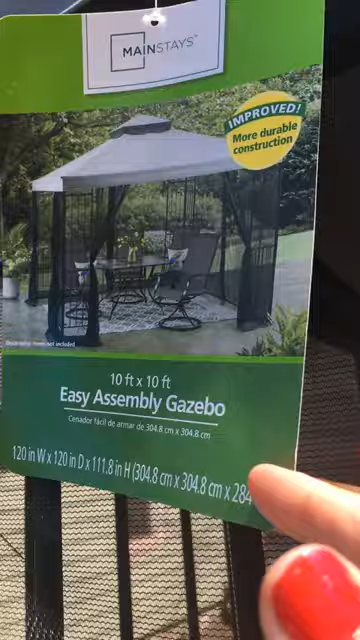 MAINSTAYS™
IMPROVED!
More durable
construction
10 ft x 10 ft
Easy Assembly Gazebo
Cenador fácil de armar de 304.8 cm x 304.8 cm
120 in W x 120 in D x 111.8 in H (304.8 cm x 304.8 cm x 284